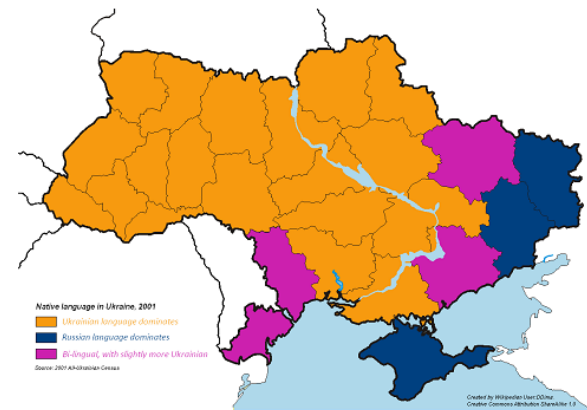 Native language in Ukraine, 2001
Ukrainian language dominates
Russian language dominates
Bi-lingual, with slightly more Ukrainian
Source: 2001 All-Ukrainian Census
Created by Wikipedian User:DDima
Creative Commons Attribution ShareAlike 1.0